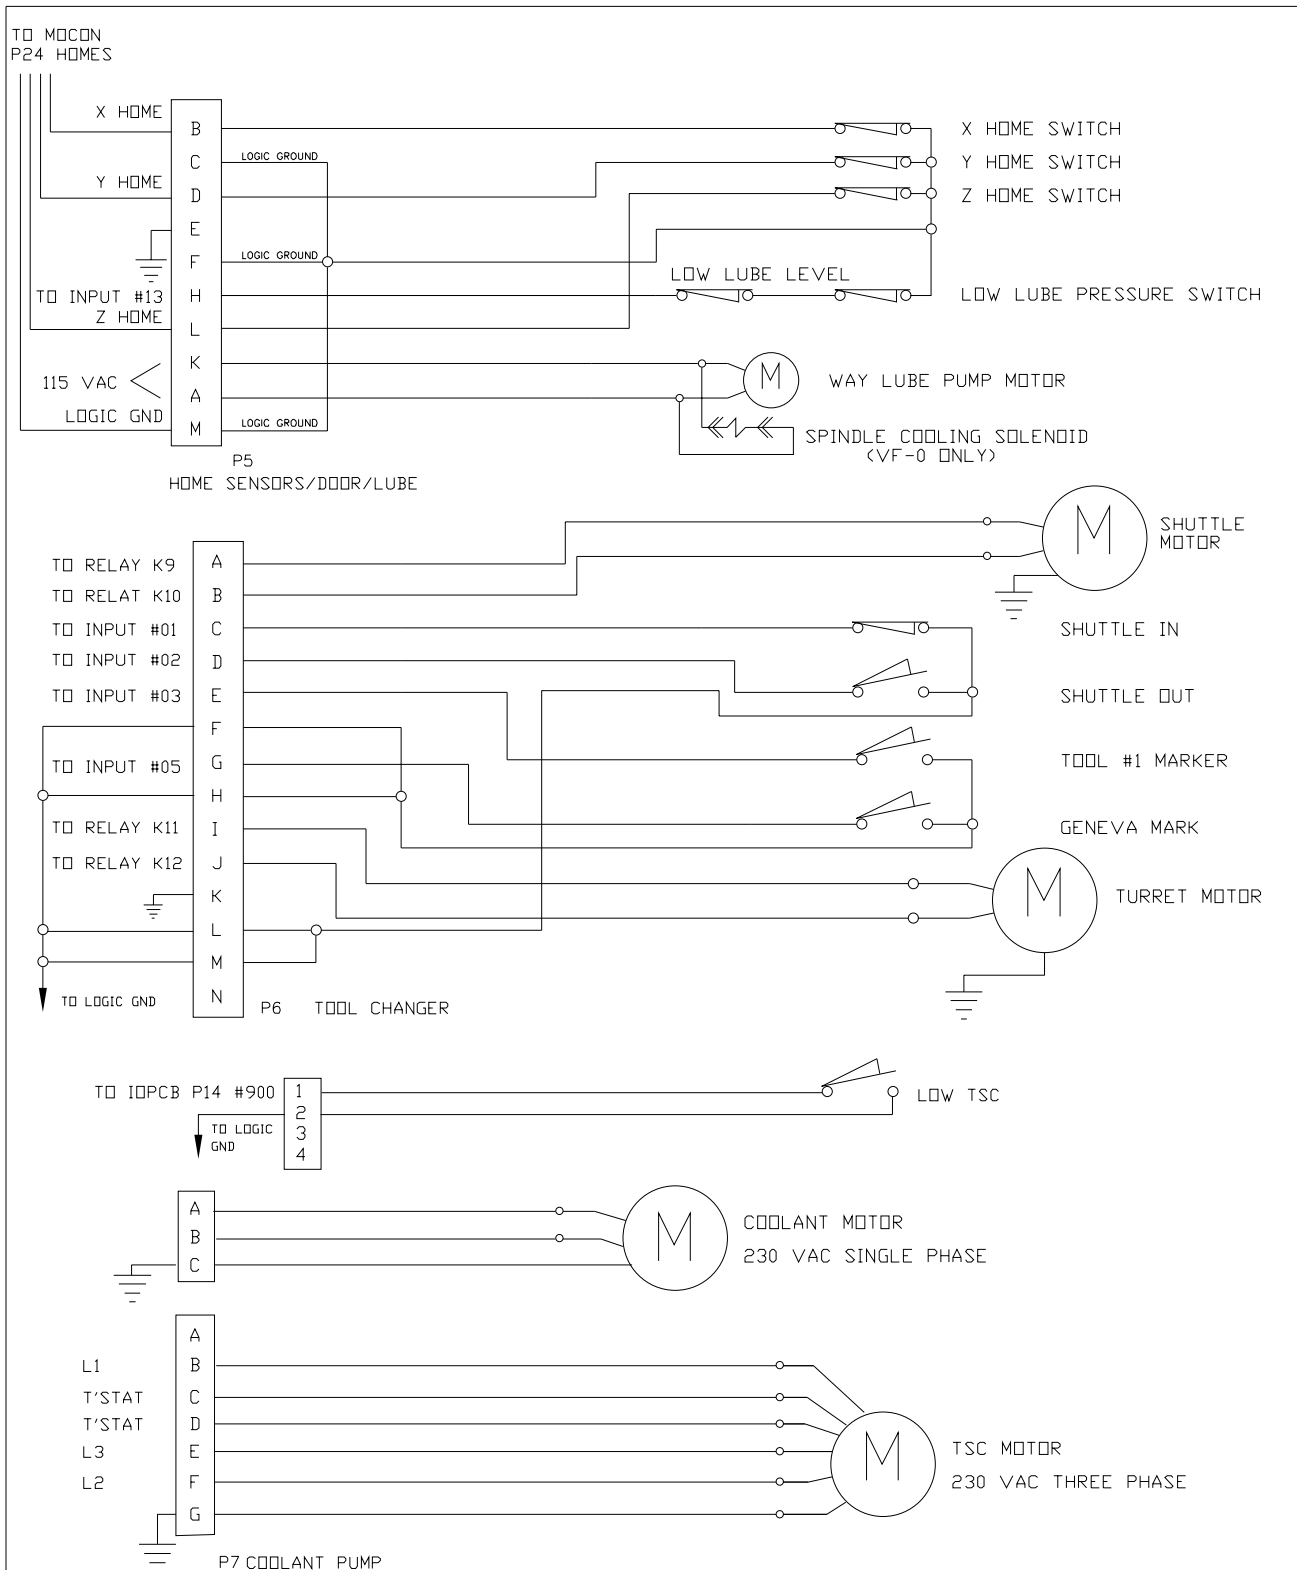 TO MOCON
P24 HOMES
X HOME
B
X HOME SWITCH
C
LOGIC GROUND
Y HOME SWITCH
Y HOME
D
Z HOME SWITCH
E
F
LOGIC GROUND
LOW LUBE LEVEL
TO INPUT #13
H
LOW LUBE PRESSURE SWITCH
Z HOME
L
K
115 VAC
M
WAY LUBE PUMP MOTOR
A
LOGIC GND
M
LOGIC GROUND
SPINDLE COOLING SOLENOID
(VF-0 ONLY)
P5
HOME SENSORS/DOOR/LUBE
M
SHUTTLE
MOTOR
TO RELAY K9
A
TO RELAT K10
B
TO INPUT #01
C
SHUTTLE IN
TO INPUT #02
D
TO INPUT #03
E
SHUTTLE OUT
F
TO INPUT #05
G
TOOL #1 MARKER
H
TO RELAY K11
I
GENEVA MARK
TO RELAY K12
J
K
M
TURRET MOTOR
L
M
TO LOGIC GND
N
P6
TOOL CHANGER
TO IOPCB P14 #900
1
LOW TSC
2
TO LOGIC
GND
3
4
A
COOLANT MOTOR
B
M
230 VAC SINGLE PHASE
C
A
L1
B
T'STAT
C
T'STAT
D
L3
E
M
TSC MOTOR
L2
F
230 VAC THREE PHASE
G
P7 COOLANT PUMP